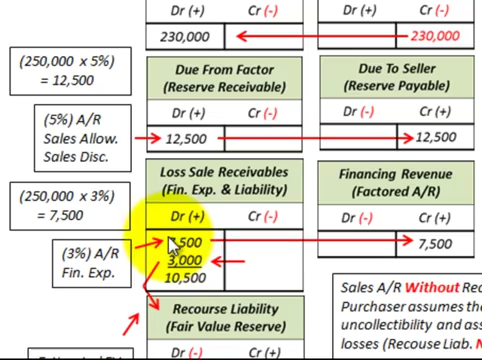 Dr (+) Cr (-)
230,000
Dr (+) Cr (-)
230,000
(250,000 x 5%)
= 12,500
Due From Factor
(Reserve Receivable)
Dr (+) Cr (-)
12,500
Due To Seller
(Reserve Payable)
Dr (-) Cr (+)
12,500
(5%) A/R
Sales Allow.
Sales Disc.
Loss Sale Receivables
(Fin. Exp. & Liability)
Dr (+) Cr (-)
7,500
3,000
10,500
Financing Revenue
(Factored A/R)
Dr (-) Cr (+)
7,500
(250,000 x 3%)
= 7,500
(3%) A/R
Fin. Exp.
Recourse Liability
(Fair Value Reserve)
Dr (-) Cr (+)
Sales A/R Without
Purchaser assumes
uncollectibility and
losses (Recouse Liab.